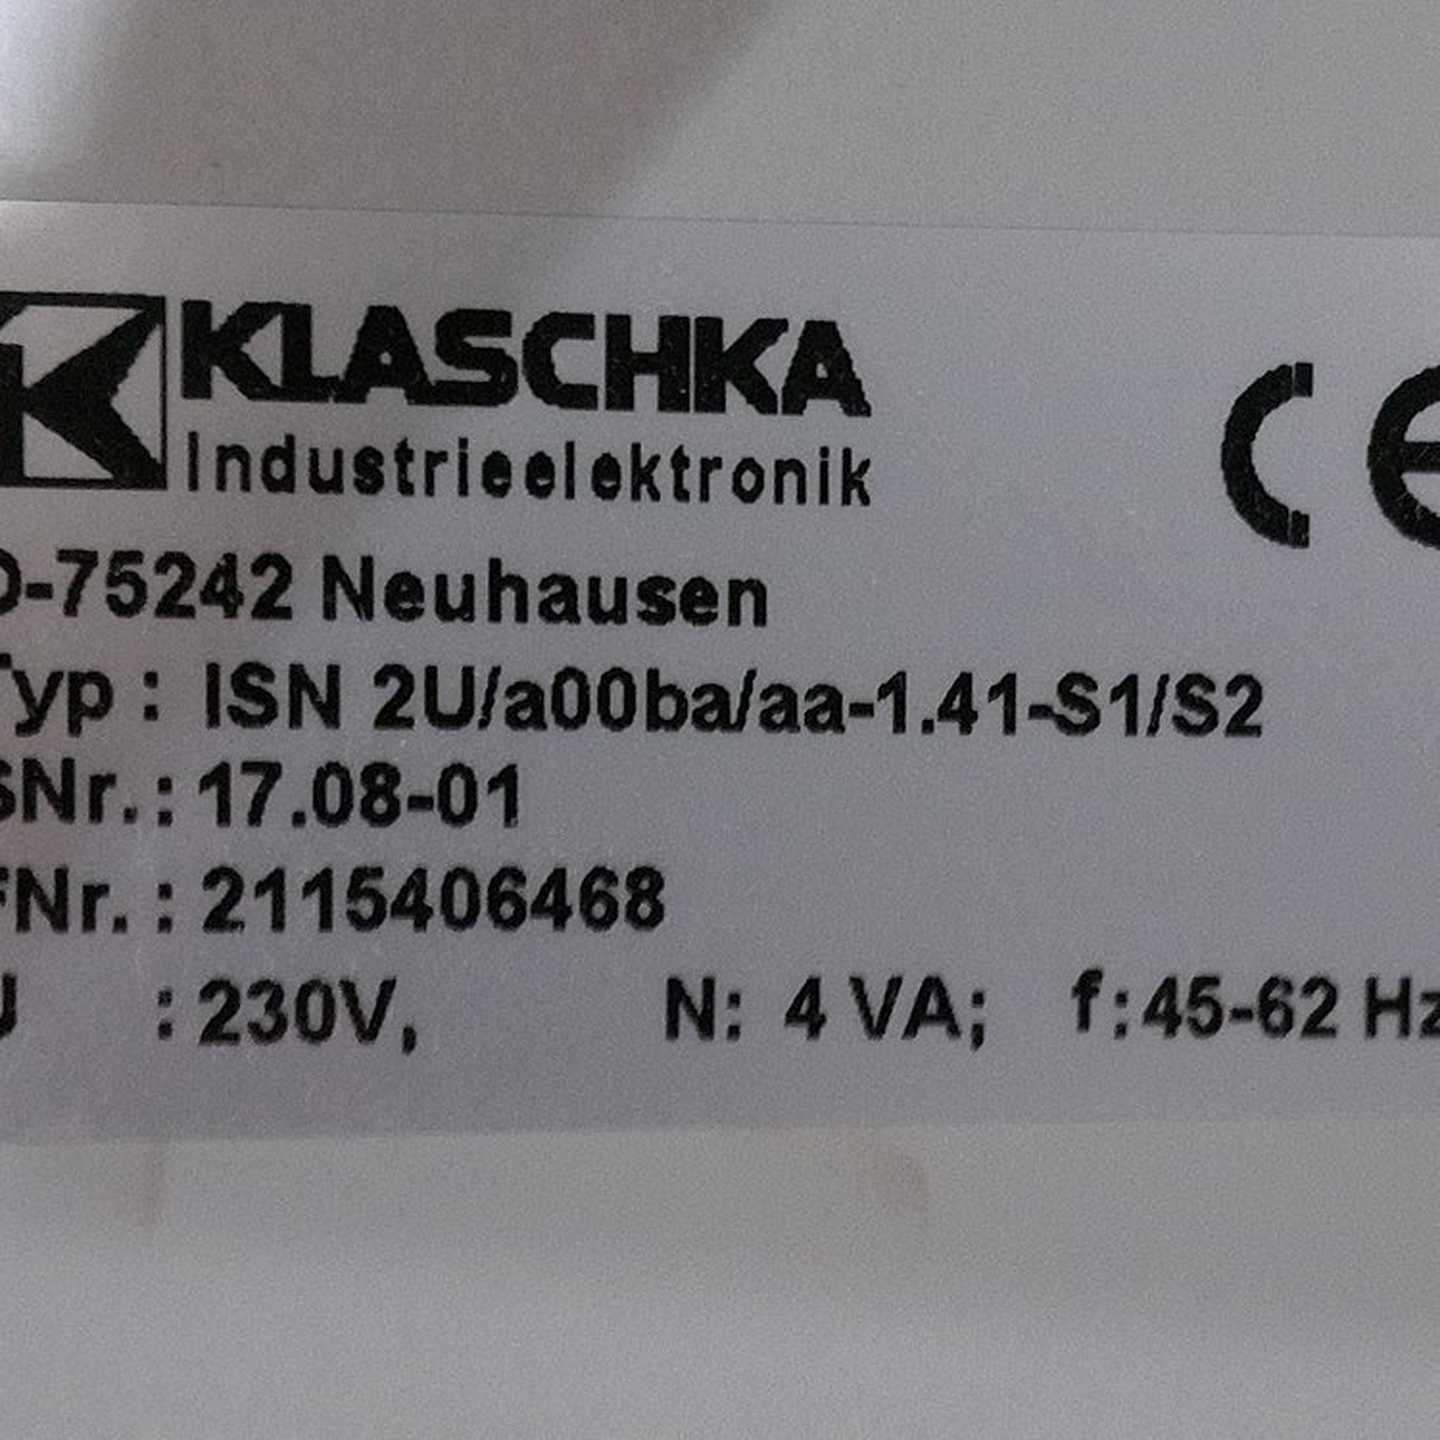 KLASCHKA
Industrieelektronik
CE
D-75242 Neuhausen
Typ : ISN 2U/a00ba/aa-1.41-S1/S2
SNr. : 17.08-01
FNr. : 2115406468
U : 230V, N: 4 VA; f:45-62 Hz